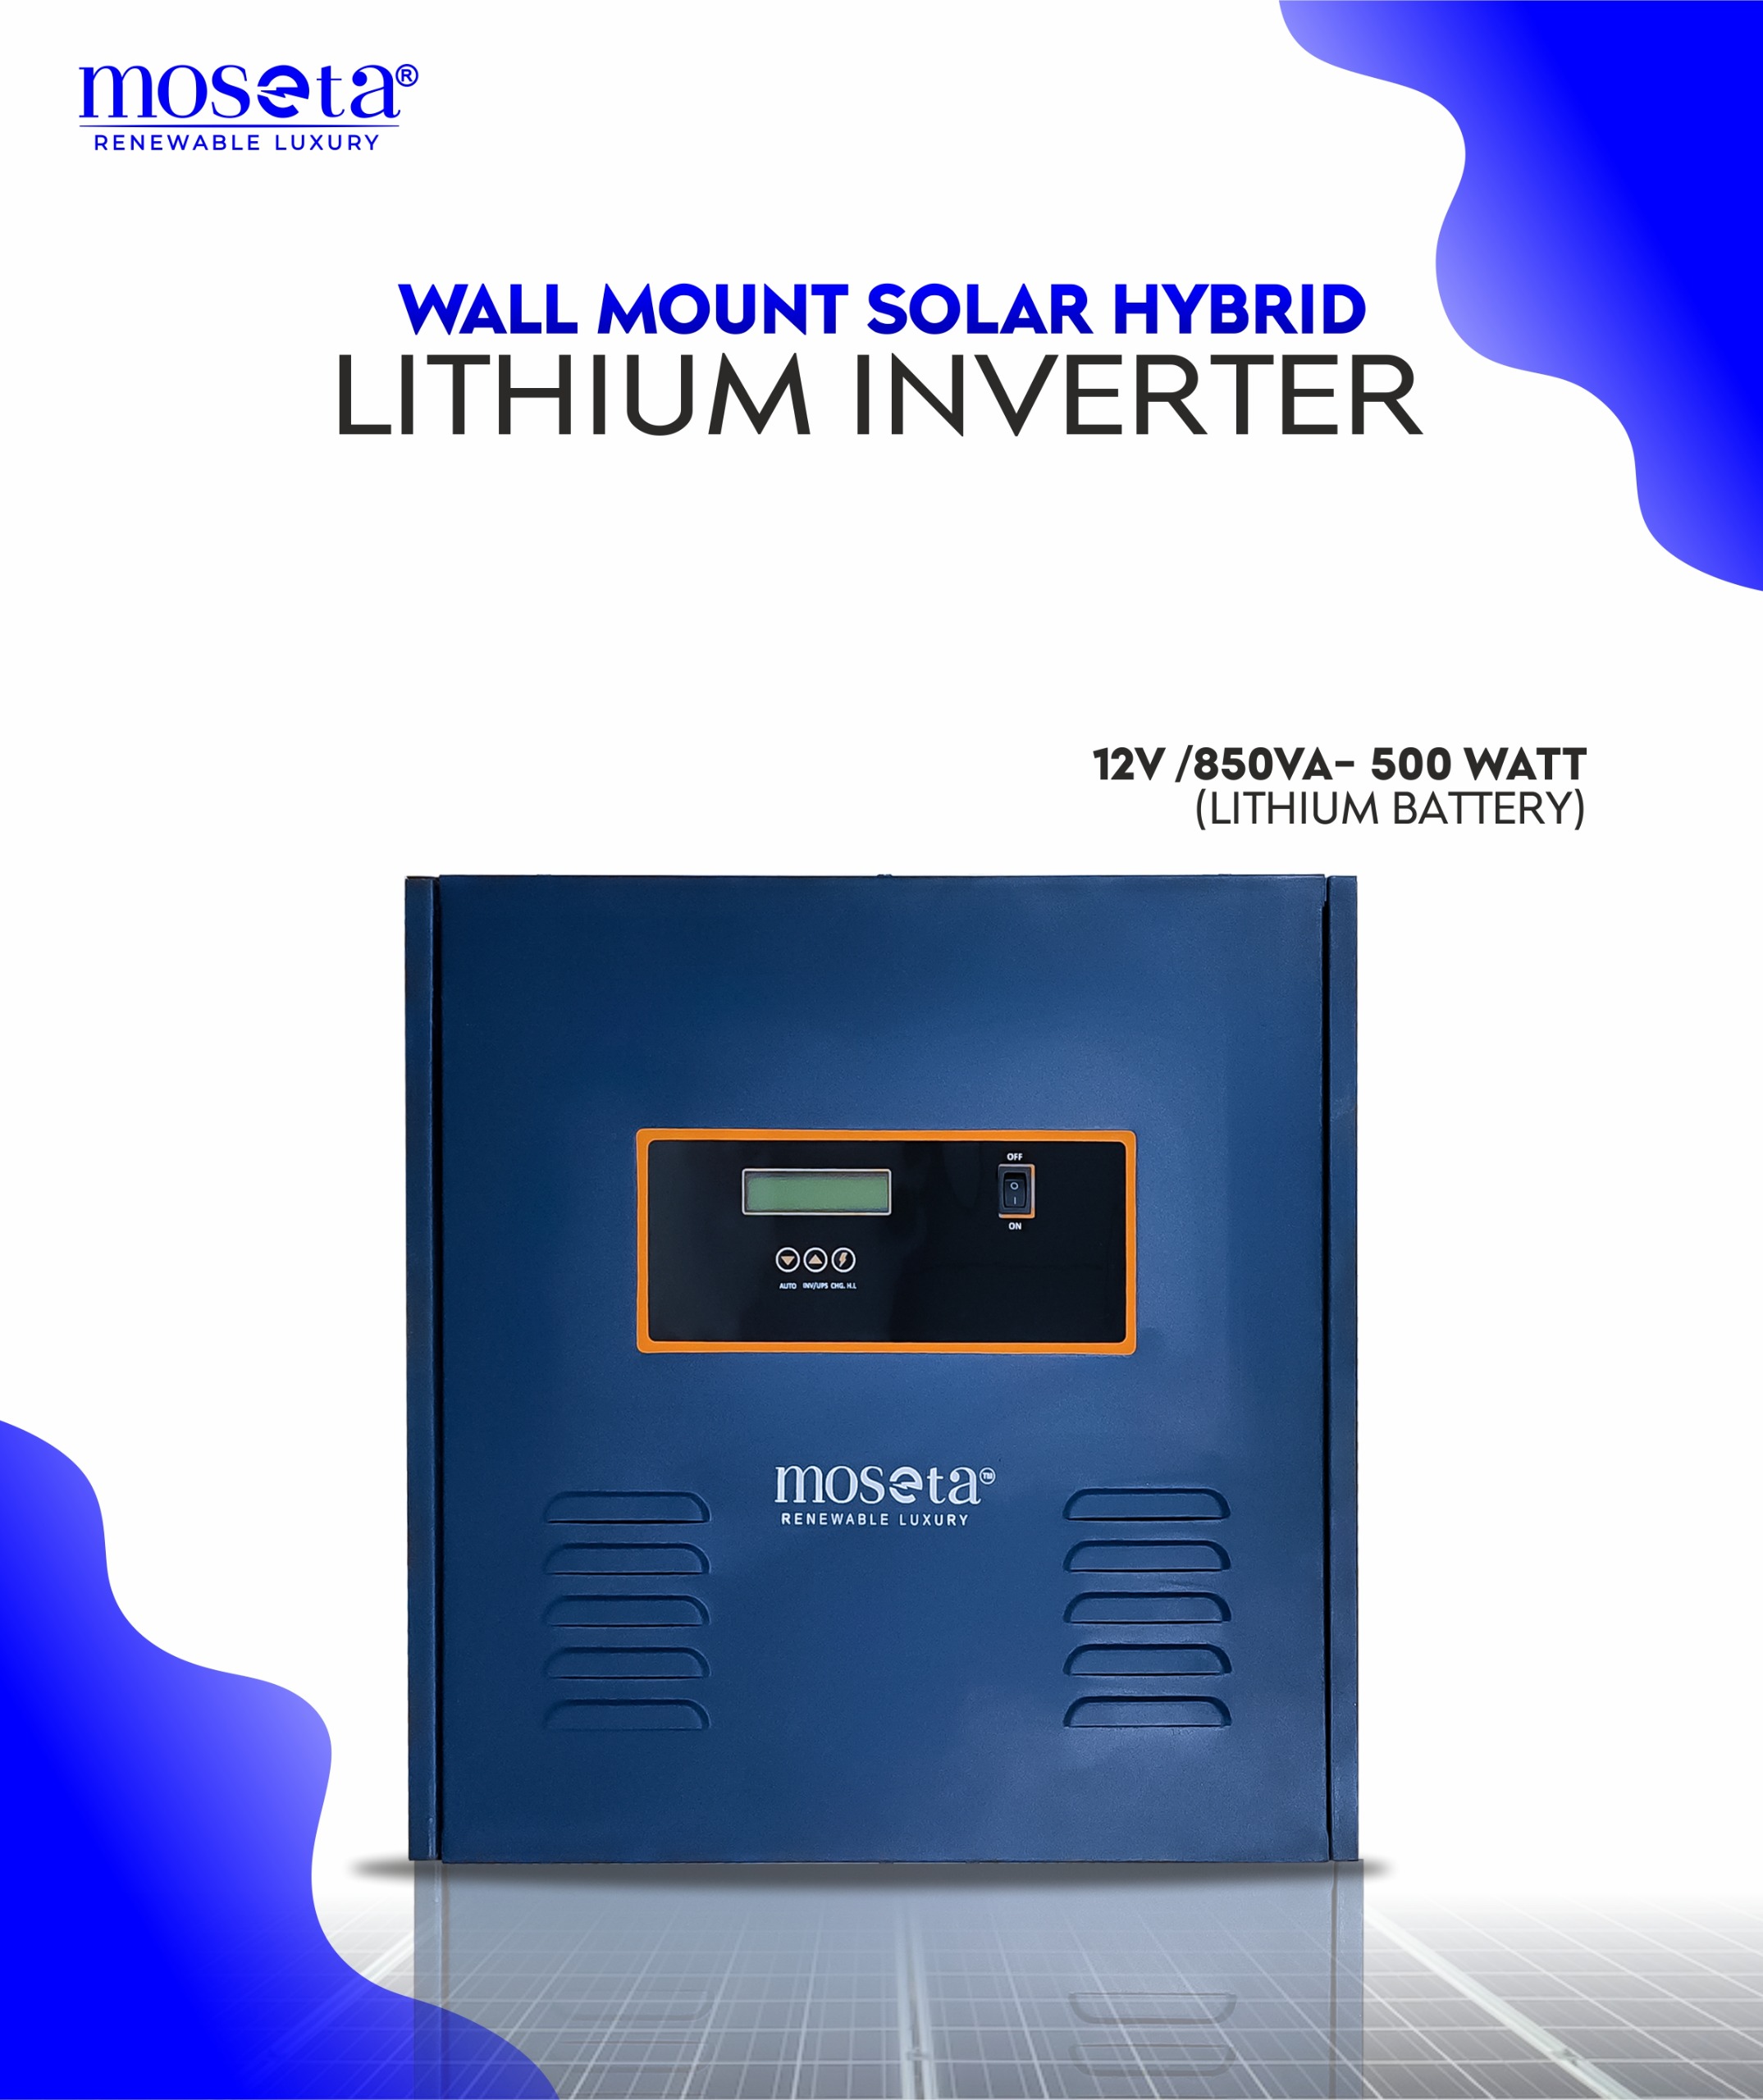 moseta®
RENEWABLE LUXURY
WALL MOUNT SOLAR HYBRID
LITHIUM INVERTER
12V /850VA- 500 WATT
(LITHIUM BATTERY)
OFF
ON
AUTO INV/UPS CHG. H.L
moseta™
RENEWABLE LUXURY